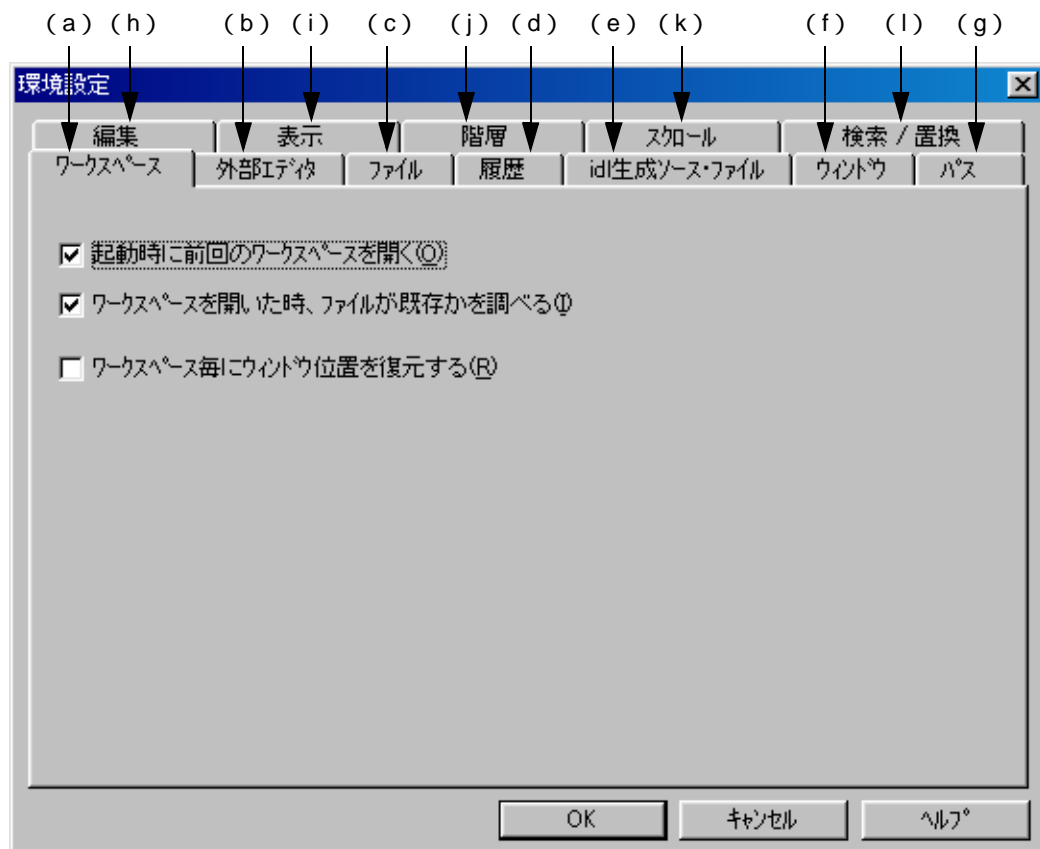 (a) (h) (b) (i) (c) (j) (d) (e) (k) (f) (l) (g)
環境設定
編集 表示 階層 スクロール 検索 / 置換
ワークスペース 外部エディタ ファイル 履歴 idl生成ソース・ファイル ウィンドウ パス
起動時に前回のワークスペースを開く(O)
ワークスペースを開いた時、ファイルが既存かを調べる(I)
ワークスペース毎にウィンドウ位置を復元する(R)
OK キャンセル ヘルプ